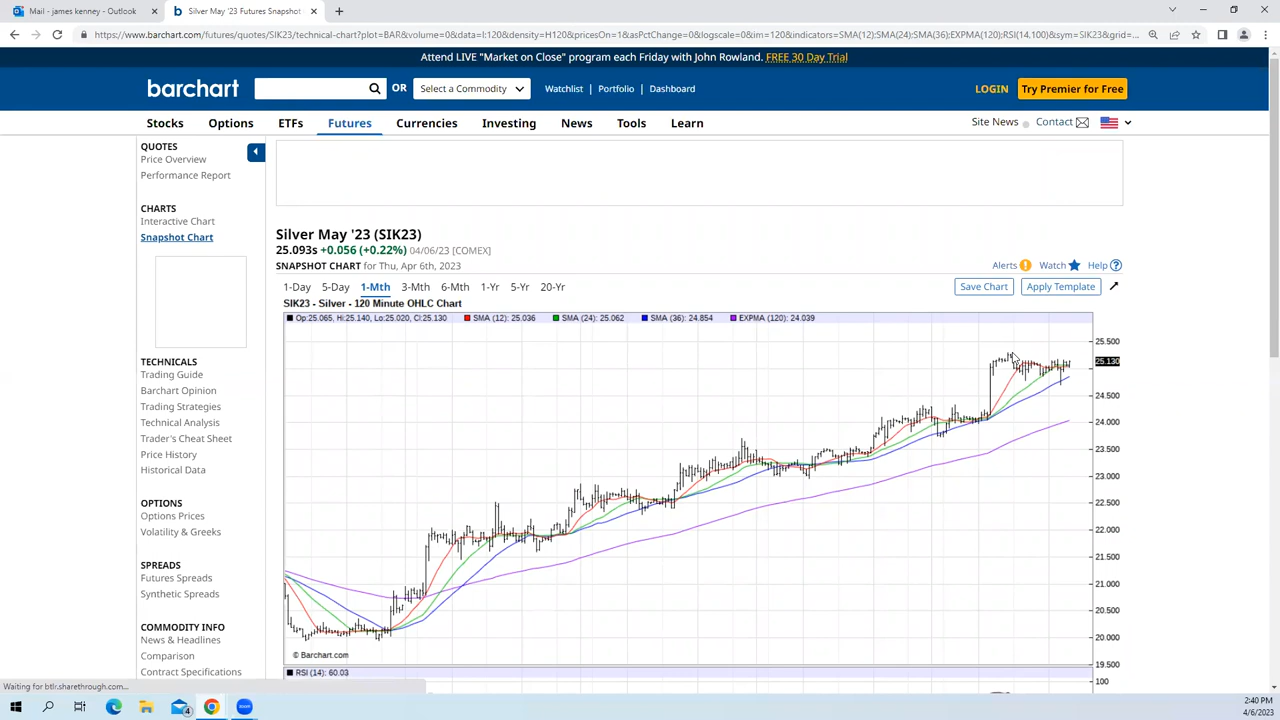 Mail - james kenney - Outlook
Silver May '23 Futures Snapshot
https://www.barchart.com/futures/quotes/SIK23/technical-chart?plot=BAR&volume=0&data=I:120&density=H120&pricesOn=1&asPctChange=0&logscale=0&im=120&indicators=SMA(12);SMA(24);SMA(36);EXPMA(120);RSI(14,100)&sym=SIK23&grid=...
Attend LIVE "Market on Close" program each Friday with John Rowland. FREE 30 Day Trial
barchart
OR
Select a Commodity
Watchlist
Portfolio
Dashboard
LOGIN
Try Premier for Free
Stocks
Options
ETFs
Futures
Currencies
Investing
News
Tools
Learn
Site News
Contact
QUOTES
Price Overview
Performance Report
CHARTS
Interactive Chart
Snapshot Chart
TECHNICALS
Trading Guide
Barchart Opinion
Trading Strategies
Technical Analysis
Trader's Cheat Sheet
Price History
Historical Data
OPTIONS
Options Prices
Volatility & Greeks
SPREADS
Futures Spreads
Synthetic Spreads
COMMODITY INFO
News & Headlines
Comparison
Contract Specifications
Silver May '23 (SIK23)
25.093s +0.056 (+0.22%) 04/06/23 [COMEX]
SNAPSHOT CHART for Thu, Apr 6th, 2023
Alerts
Watch
Help
1-Day
5-Day
1-Mth
3-Mth
6-Mth
1-Yr
5-Yr
20-Yr
Save Chart
Apply Template
SIK23 - Silver - 120 Minute OHLC Chart
Op:25.065, Hi:25.140, Lo:25.020, Cl:25.130
SMA (12): 25.036
SMA (24): 25.062
SMA (36): 24.854
EXPMA (120): 24.039
25.500
25.130
24.500
24.000
23.500
23.000
22.500
22.000
21.500
21.000
20.500
20.000
19.500
© Barchart.com
RSI (14): 60.03
100
Waiting for btlr.sharethrough.com...
4
2:40 PM
4/6/2023